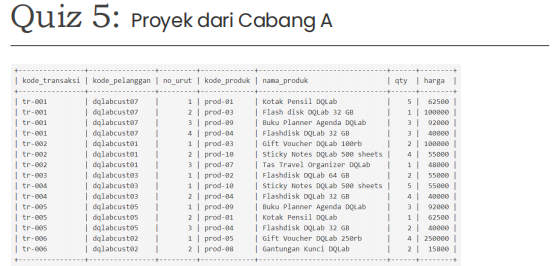 Quiz 5: Proyek dari Cabang A
+----------------+----------------+---------+-------------+------------------------------+-----+--------+
| kode_transaksi | kode_pelanggan | no_urut | kode_produk | nama_produk | qty | harga |
+----------------+----------------+---------+-------------+------------------------------+-----+--------+
| tr-001 | dqlabcust07 | 1 | prod-01 | Kotak Pensil DQLab | 5 | 62500 |
| tr-001 | dqlabcust07 | 2 | prod-03 | Flash disk DQLab 32 GB | 1 | 100000 |
| tr-001 | dqlabcust07 | 3 | prod-09 | Buku Planner Agenda DQLab | 3 | 92000 |
| tr-001 | dqlabcust07 | 4 | prod-04 | Flashdisk DQLab 32 GB | 3 | 40000 |
| tr-002 | dqlabcust01 | 1 | prod-03 | Gift Voucher DQLab 100rb | 2 | 100000 |
| tr-002 | dqlabcust01 | 2 | prod-10 | Sticky Notes DQLab 500 sheets | 4 | 55000 |
| tr-002 | dqlabcust01 | 3 | prod-07 | Tas Travel Organizer DQLab | 1 | 48000 |
| tr-003 | dqlabcust03 | 1 | prod-02 | Flashdisk DQLab 64 GB | 2 | 55000 |
| tr-004 | dqlabcust03 | 1 | prod-10 | Sticky Notes DQLab 500 sheets | 5 | 55000 |
| tr-004 | dqlabcust03 | 2 | prod-04 | Flashdisk DQLab 32 GB | 4 | 40000 |
| tr-005 | dqlabcust05 | 1 | prod-09 | Buku Planner Agenda DQLab | 3 | 92000 |
| tr-005 | dqlabcust05 | 2 | prod-01 | Kotak Pensil DQLab | 1 | 62500 |
| tr-005 | dqlabcust05 | 3 | prod-04 | Flashdisk DQLab 32 GB | 2 | 40000 |
| tr-006 | dqlabcust02 | 1 | prod-05 | Gift Voucher DQLab 250rb | 4 | 250000 |
| tr-006 | dqlabcust02 | 2 | prod-08 | Gantungan Kunci DQLab | 2 | 15800 |
+----------------+----------------+---------+-------------+------------------------------+-----+--------+